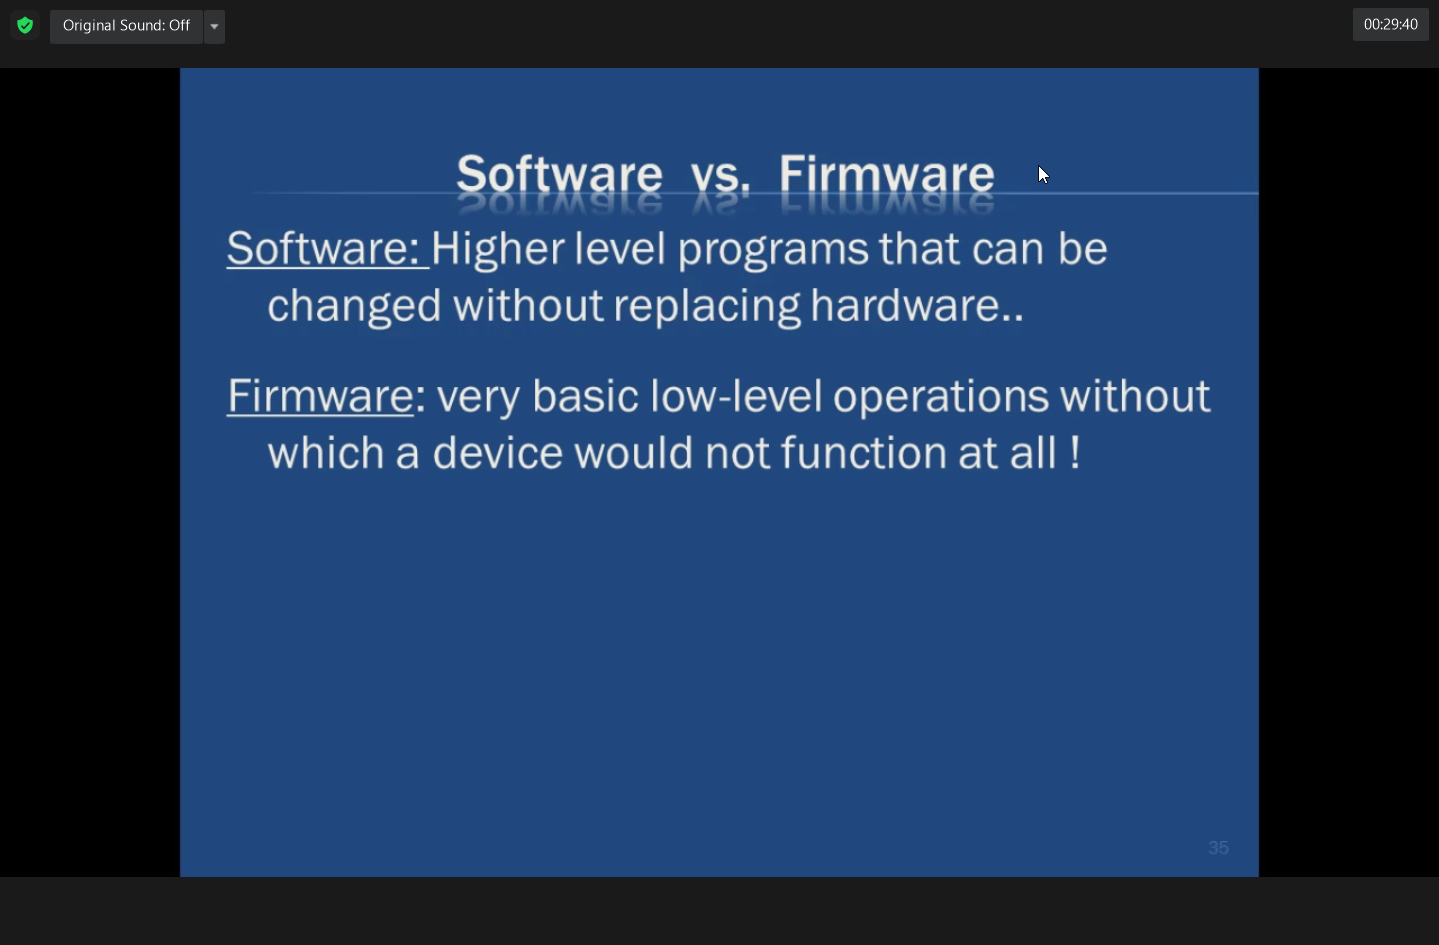 Original Sound: Off
00:29:40
Software vs. Firmware
Software: Higher level programs that can be
changed without replacing hardware..
Firmware: very basic low-level operations without
which a device would not function at all !
35